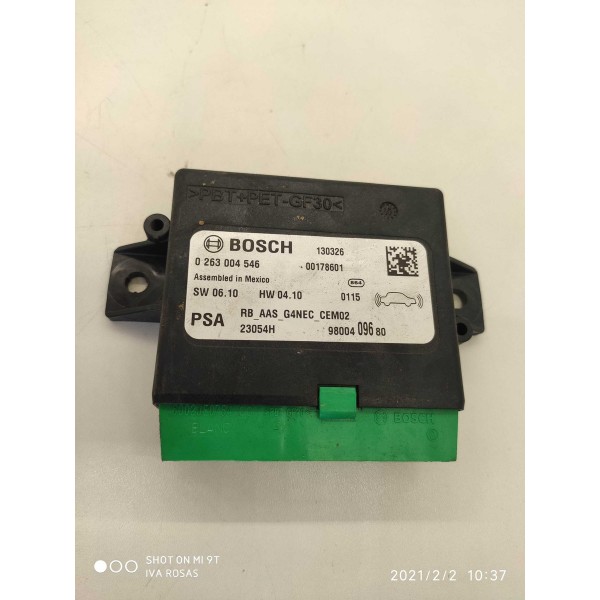 >PBT+PET-GF30<
BOSCH 130326
0 263 004 546 00178601
Assembled in Mexico
SW 06.10 HW 04.10 0115
PSA RB_AAS_G4NEC_CEM02
23054H 98004 096 80
BOSCH
SHOT ON MI 9T
IVA ROSAS
2021/2/2 10:37